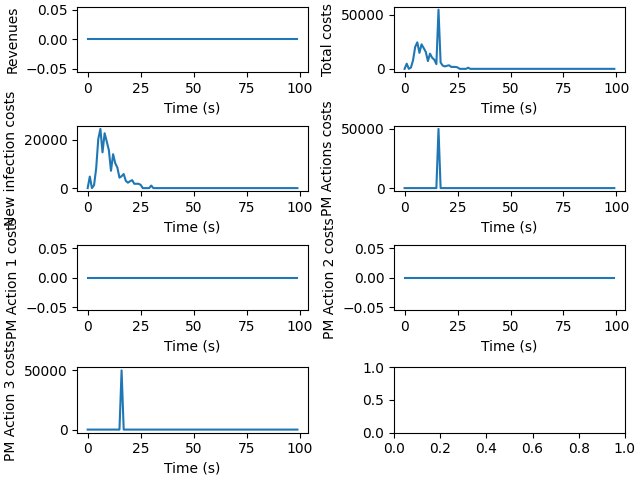 Revenues
0.05
0.00
−0.05
0 25 50 75 100
Time (s)
Total costs
50000
0
0 25 50 75 100
Time (s)
New infection costs
20000
0
0 25 50 75 100
Time (s)
PM Actions costs
50000
0
0 25 50 75 100
Time (s)
PM Action 1 costs
0.05
0.00
−0.05
0 25 50 75 100
Time (s)
PM Action 2 costs
0.05
0.00
−0.05
0 25 50 75 100
Time (s)
PM Action 3 costs
50000
0
0 25 50 75 100
Time (s)
1.0
0.5
0.0
0.0 0.2 0.4 0.6 0.8 1.0